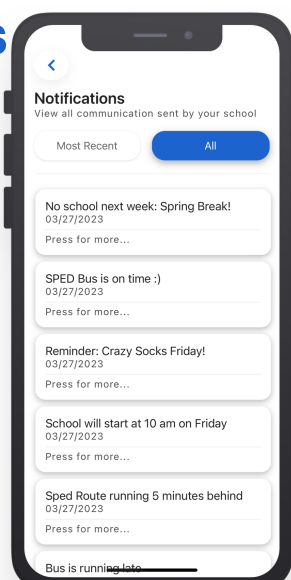 s
Notifications
View all communication sent by your school
Most Recent All
No school next week: Spring Break!
03/27/2023
Press for more...
SPED Bus is on time :)
03/27/2023
Press for more...
Reminder: Crazy Socks Friday!
03/27/2023
Press for more...
School will start at 10 am on Friday
03/27/2023
Press for more...
Sped Route running 5 minutes behind
03/27/2023
Press for more...
Bus is running late